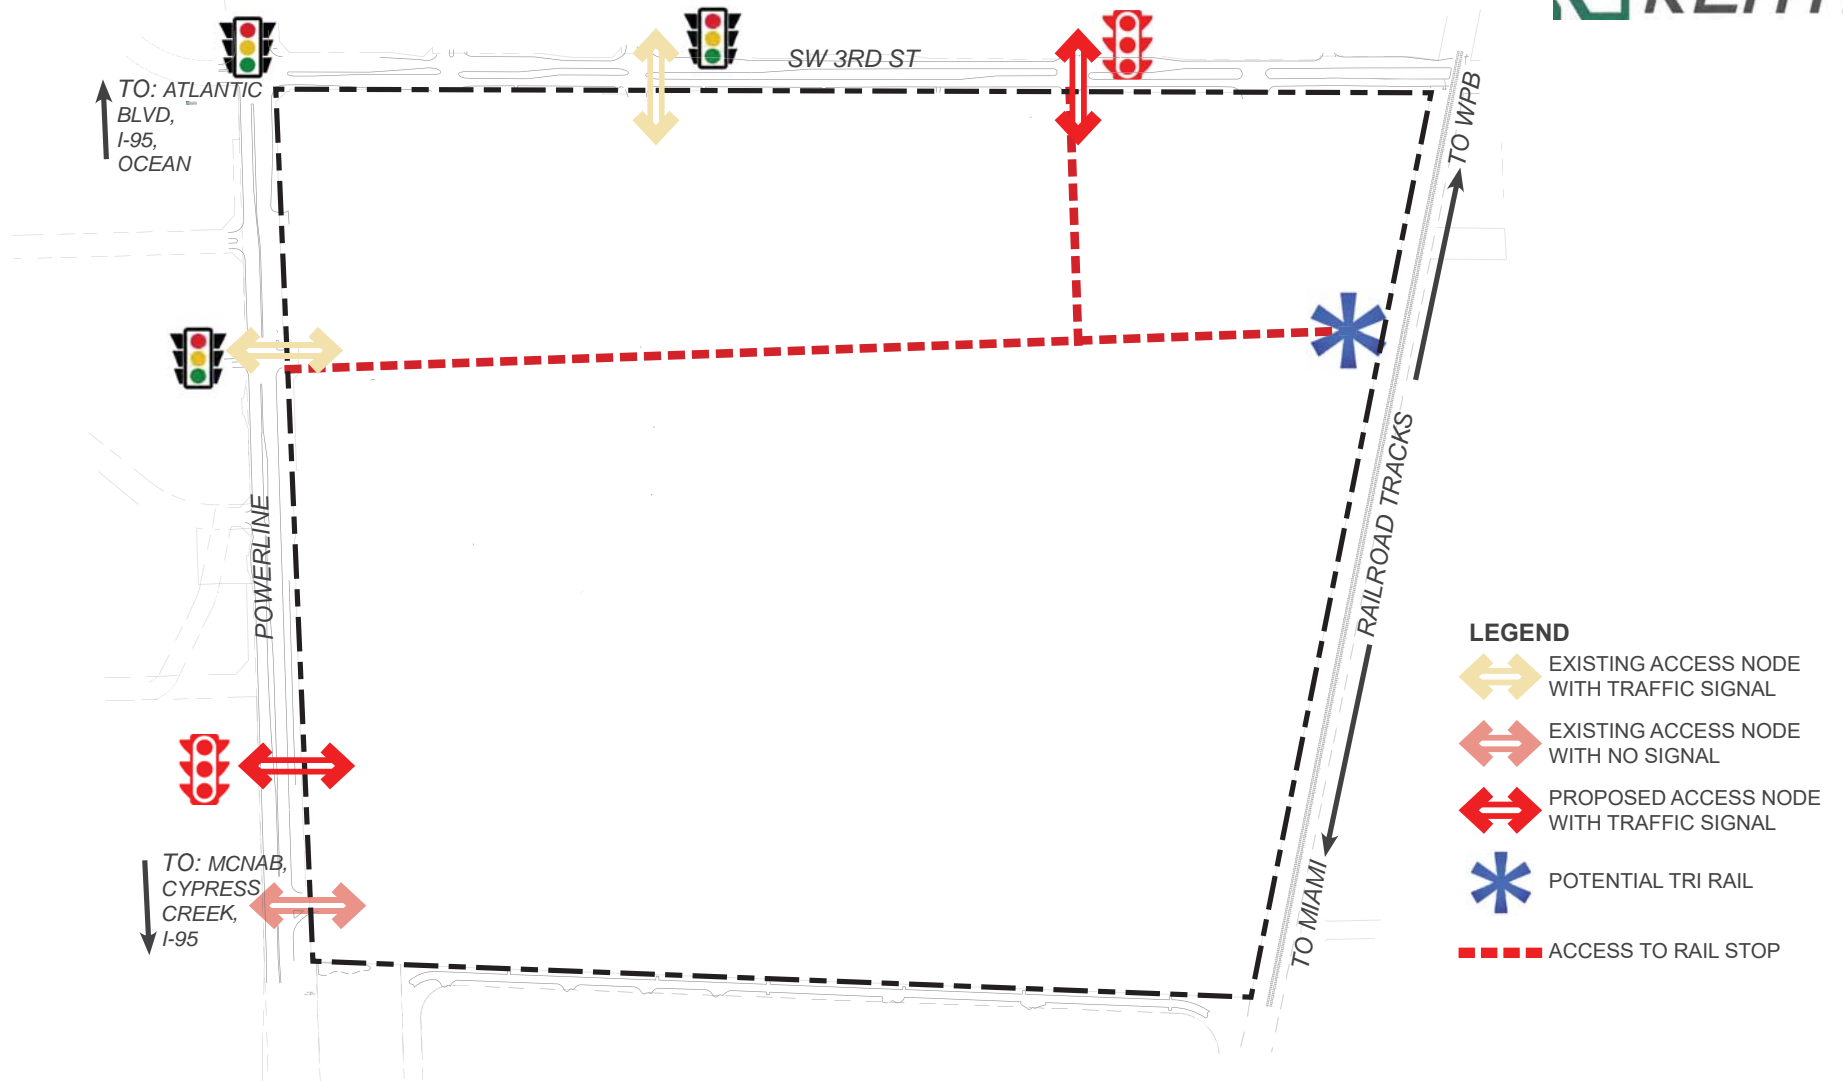 SW 3RD ST
TO: ATLANTIC
BLVD,
I-95,
OCEAN
TO WPB
POWERLINE
RAILROAD TRACKS
TO: MCNAB,
CYPRESS
CREEK,
I-95
TO MIAMI
LEGEND
EXISTING ACCESS NODE
WITH TRAFFIC SIGNAL
EXISTING ACCESS NODE
WITH NO SIGNAL
PROPOSED ACCESS NODE
WITH TRAFFIC SIGNAL
POTENTIAL TRI RAIL
ACCESS TO RAIL STOP